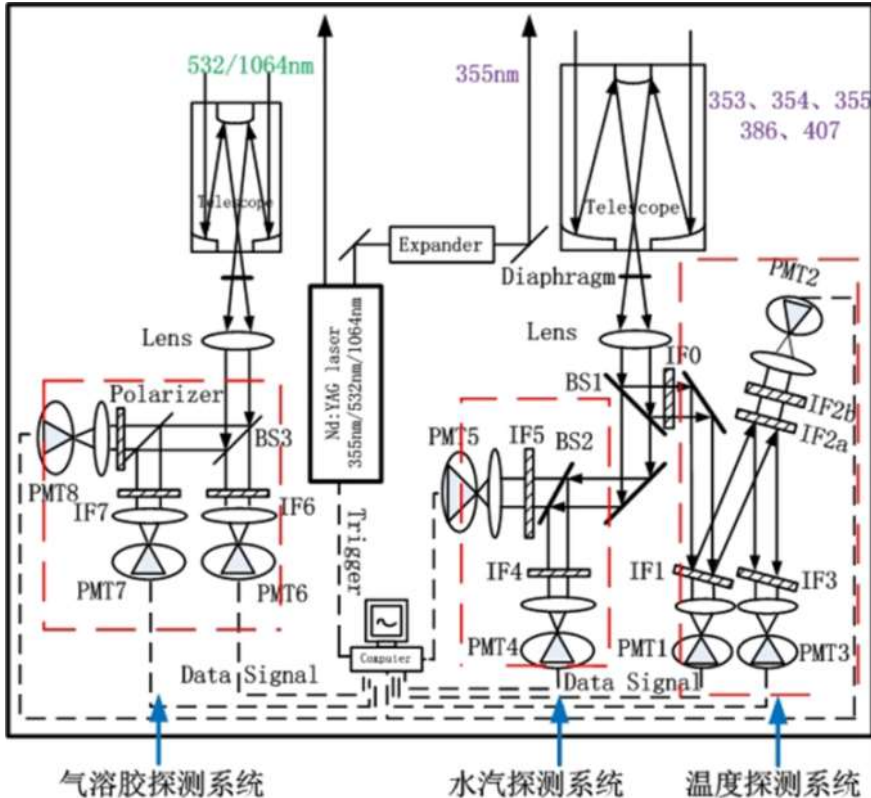 532/1064nm
355nm
353、354、355
386、407
Telescope
Telescope
Expander
Diaphragm
Lens
Lens
Nd:YAG laser
355nm/532nm/1064nm
PMT2
IF0
BS1
IF2b
IF2a
Polarizer
BS3
PMT8
IF7
IF6
PMT7
PMT6
Trigger
PMT5
IF5
BS2
IF4
PMT4
IF1
IF3
PMT1
PMT3
Computer
Data Signal
Data Signal
气溶胶探测系统
水汽探测系统
温度探测系统